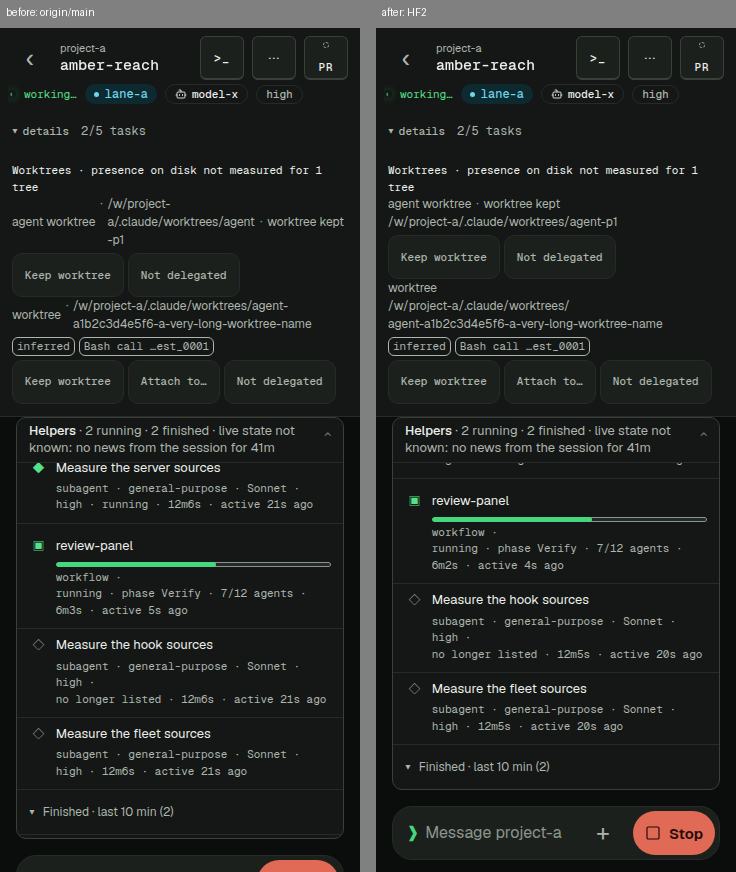 before: origin/main
‹
project-a
amber-reach
>_
···
PR
working…
lane-a
model-x
high
▾ details 2/5 tasks
Worktrees · presence on disk not measured for 1
tree
agent worktree · /w/project-
a/.claude/worktrees/agent
-p1 · worktree kept
Keep worktree
Not delegated
worktree · /w/project-a/.claude/worktrees/agent-
a1b2c3d4e5f6-a-very-long-worktree-name
inferred
Bash call …est_0001
Keep worktree
Attach to…
Not delegated
Helpers · 2 running · 2 finished · live state not
known: no news from the session for 41m
Measure the server sources
subagent · general-purpose · Sonnet ·
high · running · 12m6s · active 21s ago
review-panel
workflow ·
running · phase Verify · 7/12 agents ·
6m3s · active 5s ago
Measure the hook sources
subagent · general-purpose · Sonnet ·
high ·
no longer listed · 12m6s · active 21s ago
Measure the fleet sources
subagent · general-purpose · Sonnet ·
high · 12m6s · active 21s ago
▾ Finished · last 10 min (2)
after: HF2
‹
project-a
amber-reach
>_
···
PR
working…
lane-a
model-x
high
▾ details 2/5 tasks
Worktrees · presence on disk not measured for 1
tree
agent worktree · worktree kept
/w/project-a/.claude/worktrees/agent-p1
Keep worktree
Not delegated
worktree
/w/project-a/.claude/worktrees/
agent-a1b2c3d4e5f6-a-very-long-worktree-name
inferred
Bash call …est_0001
Keep worktree
Attach to…
Not delegated
Helpers · 2 running · 2 finished · live state not
known: no news from the session for 41m
review-panel
workflow ·
running · phase Verify · 7/12 agents ·
6m2s · active 4s ago
Measure the hook sources
subagent · general-purpose · Sonnet ·
high ·
no longer listed · 12m5s · active 20s ago
Measure the fleet sources
subagent · general-purpose · Sonnet ·
high · 12m5s · active 20s ago
▾ Finished · last 10 min (2)
❯ Message project-a
+
Stop